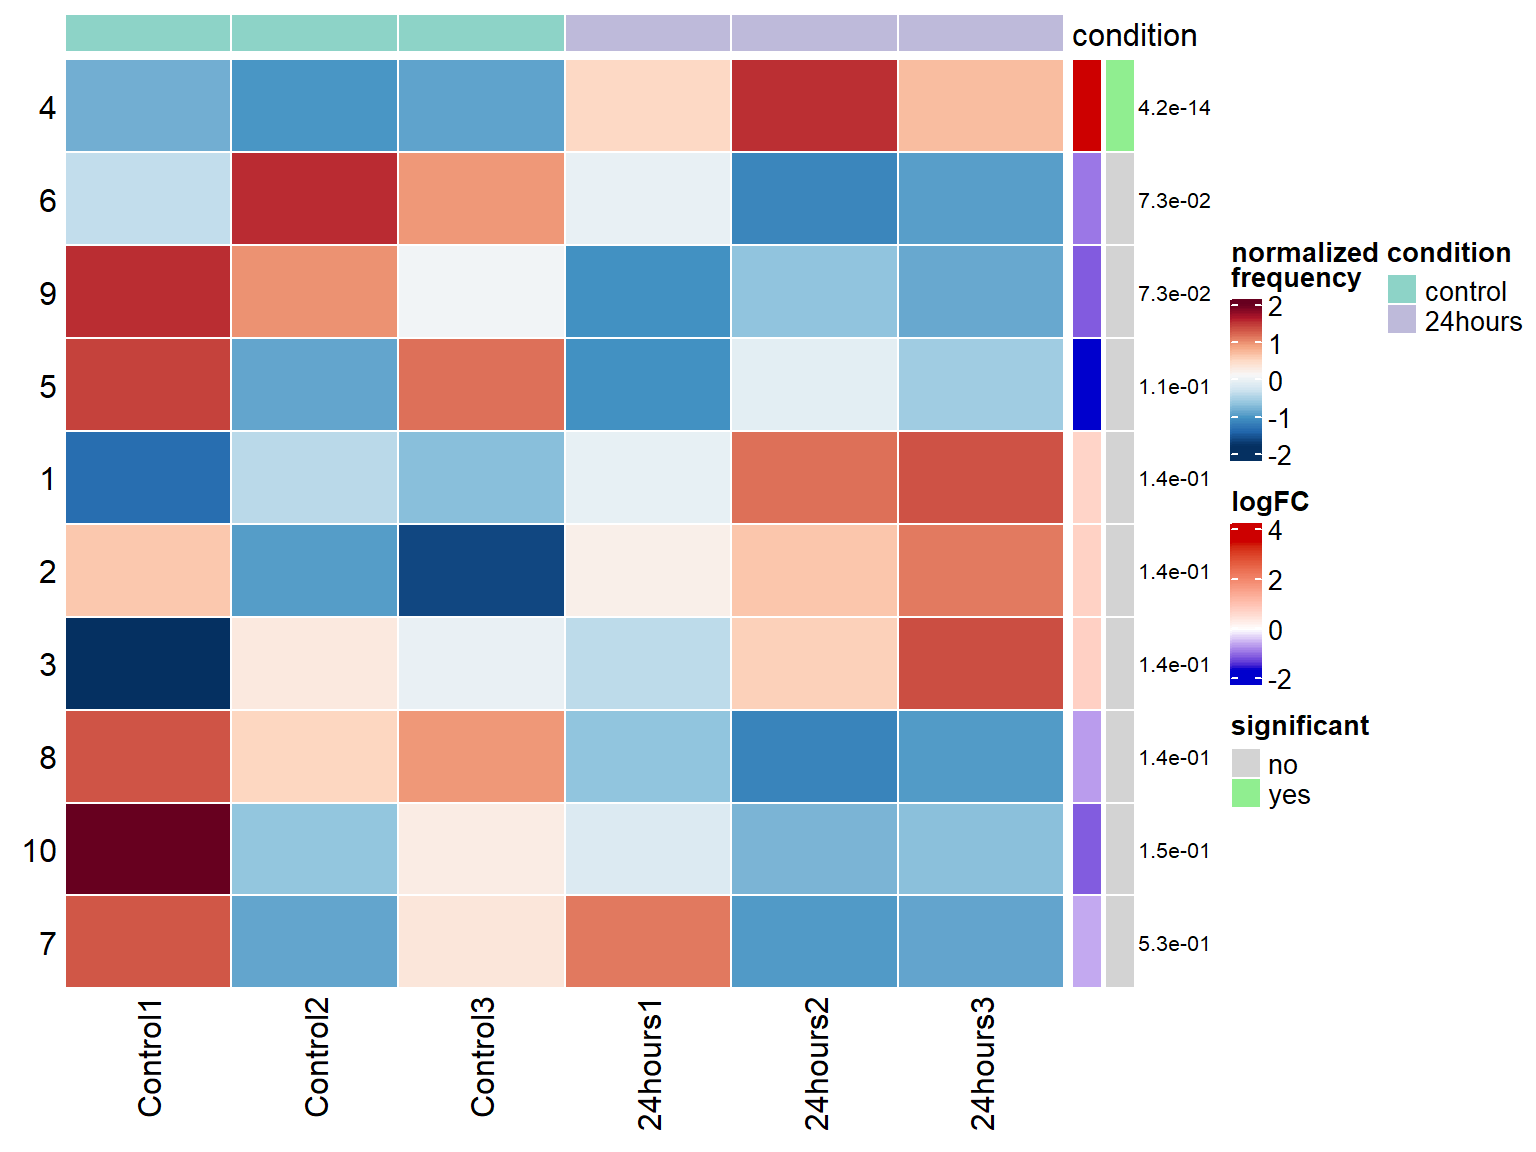 condition
4 4.2e-14
6 7.3e-02
9 7.3e-02
5 1.1e-01
1 1.4e-01
2 1.4e-01
3 1.4e-01
8 1.4e-01
10 1.5e-01
7 5.3e-01
Control1 Control2 Control3 24hours1 24hours2 24hours3
normalized
frequency
2
1
0
-1
-2
condition
control
24hours
logFC
4
2
0
-2
significant
no
yes